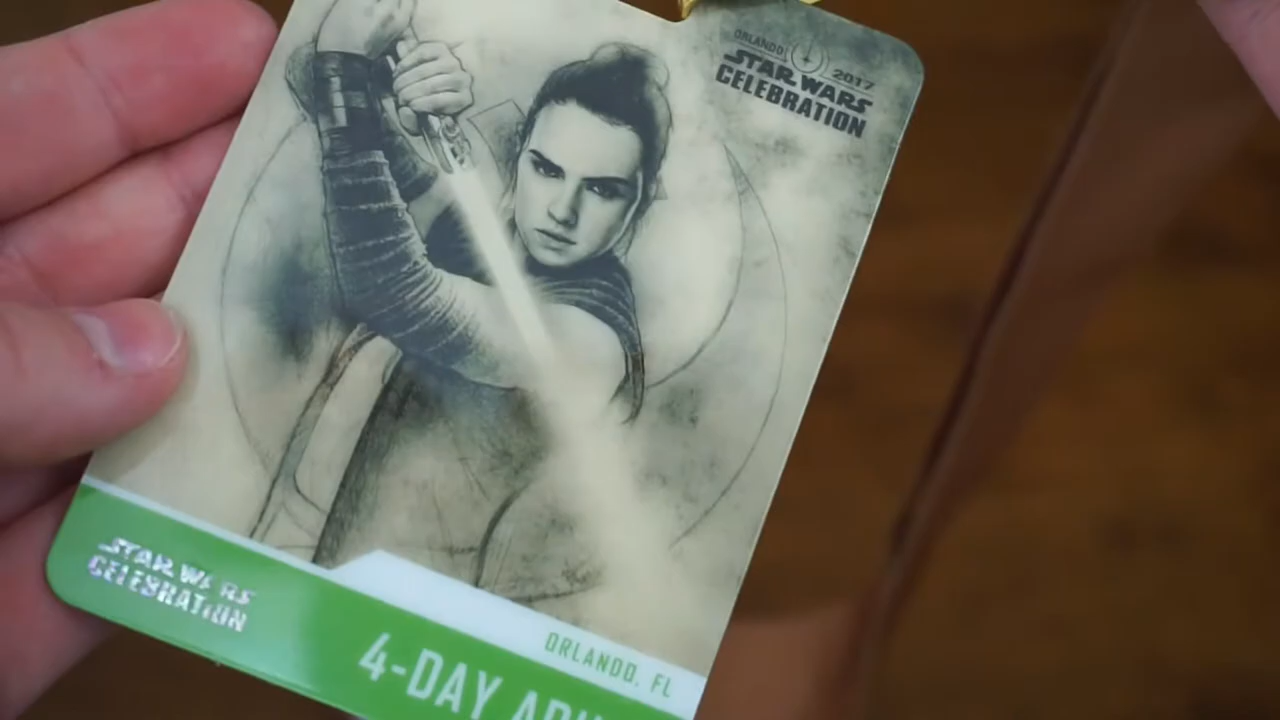 ORLANDO 2017
STAR WARS
CELEBRATION
STAR WARS
CELEBRATION
ORLANDO, FL
4-DAY